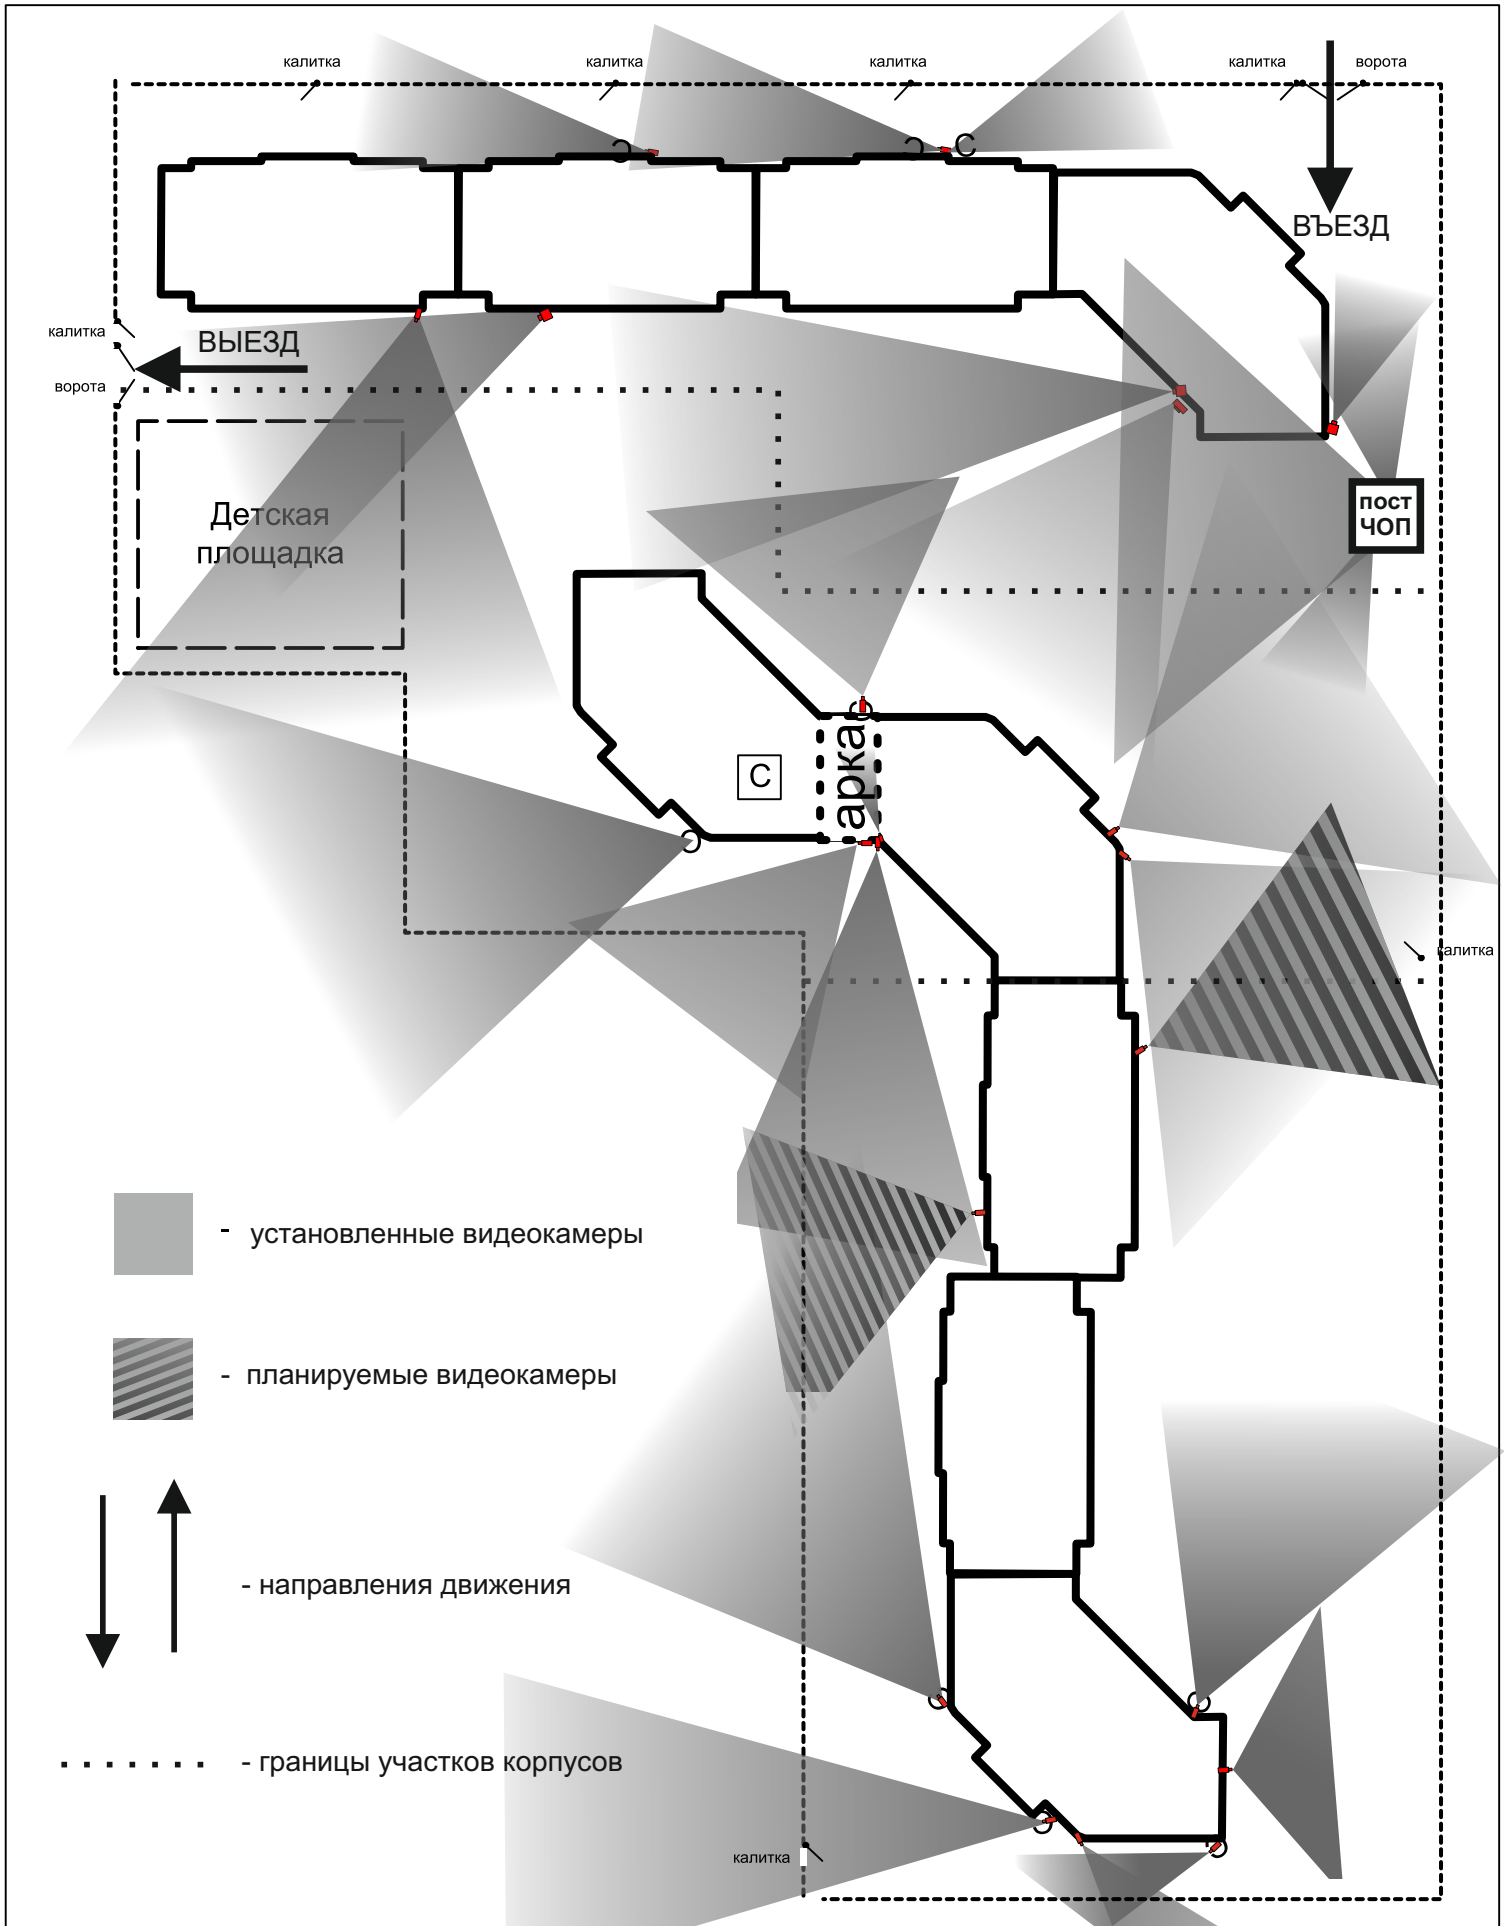 калитка
калитка
калитка
калитка
ворота
С
С
С
ВЪЕЗД
калитка
ВЫЕЗД
ворота
пост
ЧОП
Детская
площадка
С
арка
С
С
калитка
- установленные видеокамеры
- планируемые видеокамеры
- направления движения
С
С
- границы участков корпусов
С
С
калитка